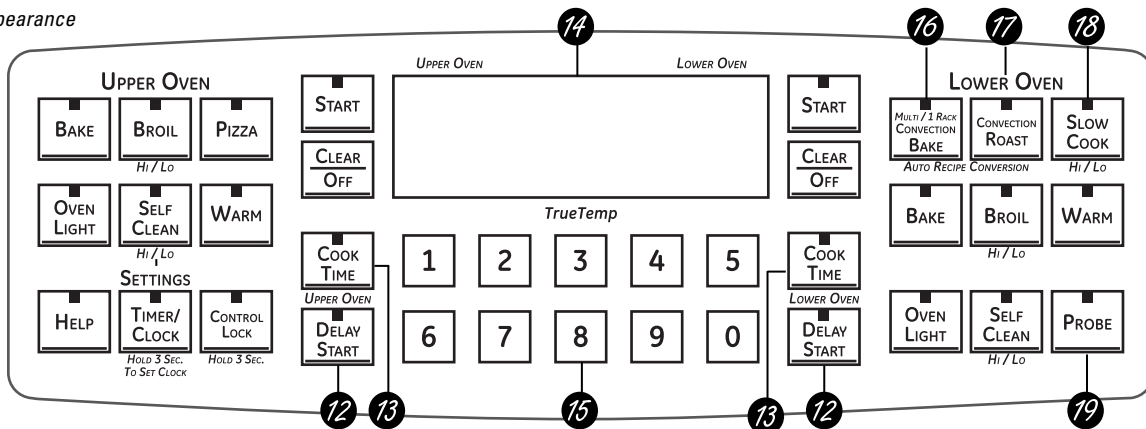 pearance
14 16 17 18
UPPER OVEN LOWER OVEN
UPPER OVEN
BAKE BROIL PIZZA
HI / LO
OVEN LIGHT SELF CLEAN WARM
HI / LO
SETTINGS
HELP TIMER/ CLOCK CONTROL LOCK
HOLD 3 SEC. TO SET CLOCK HOLD 3 SEC.
START
CLEAR
OFF
COOK TIME
UPPER OVEN
DELAY START
TrueTemp
1 2 3 4 5
6 7 8 9 0
START
CLEAR
OFF
COOK TIME
LOWER OVEN
DELAY START
LOWER OVEN
MULTI / 1 RACK CONVECTION BAKE CONVECTION ROAST SLOW COOK
AUTO RECIPE CONVERSION HI / LO
BAKE BROIL WARM
HI / LO
OVEN LIGHT SELF CLEAN PROBE
HI / LO
12 13 15 13 12 19